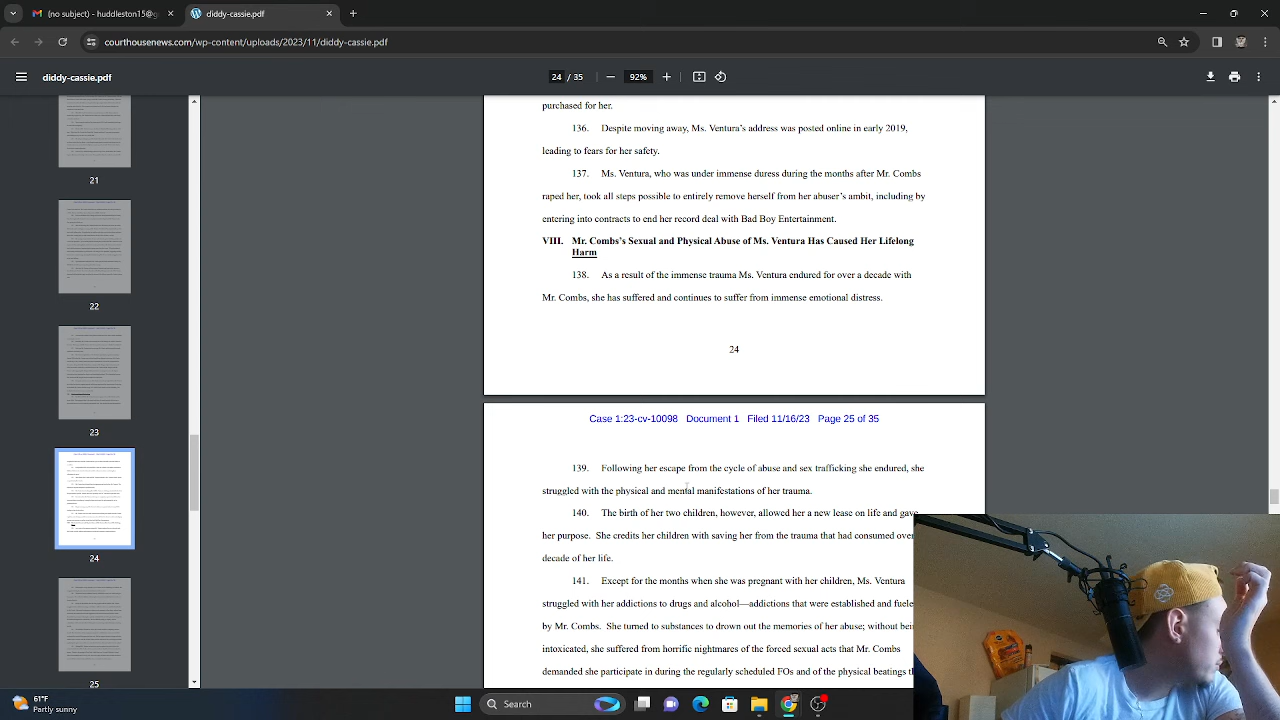 (no subject) - huddleston15@g
diddy-cassie.pdf
courthousenews.com/wp-content/uploads/2023/11/diddy-cassie.pdf
diddy-cassie.pdf
24 / 35
92%
21
22
23
24
25
purchased for her.
136. Despite moving away, Ms. Ventura's address was posted online in early 2019,
leading to fears for her safety.
137. Ms. Ventura, who was under immense duress during the months after Mr. Combs
raped her, took all steps possible to entirely remove herself from her abuser's ambit, including by
entering into contracts to end her record deal with Bad Boy Entertainment.
VIII. Mr. Combs's Sexual and Physical Abuse of Ms. Ventura Has Caused Her Lifelong
Harm
138. As a result of the immense trauma Ms. Ventura endured for over a decade with
Mr. Combs, she has suffered and continues to suffer from immense emotional distress.
24
Case 1:23-cv-10098 Document 1 Filed 11/16/23 Page 25 of 35
139. Following her escape from the cycle of abuse and sex trafficking she endured, she
struggled with the physical and mental manifestations of her trauma.
140. The birth of her two children, however, allowed her a new lease on life and gave
her purpose. She credits her children with saving her from the trauma that had consumed over
decade of her life.
141. Except for the months when she was pregnant with her children, Ms. Ventura
struggled with her addictions to drugs and alcohol—addictions that were established and fuele
by Mr. Combs. She turned to substances to drown out the memories of her abuse; without bein
intoxicated, she suffered from horrific nightmares of the forced sexual acts that Mr. Combs
demanded she participate in during the regularly scheduled FOs and of the physical beatings th
61°F
Partly sunny
Search